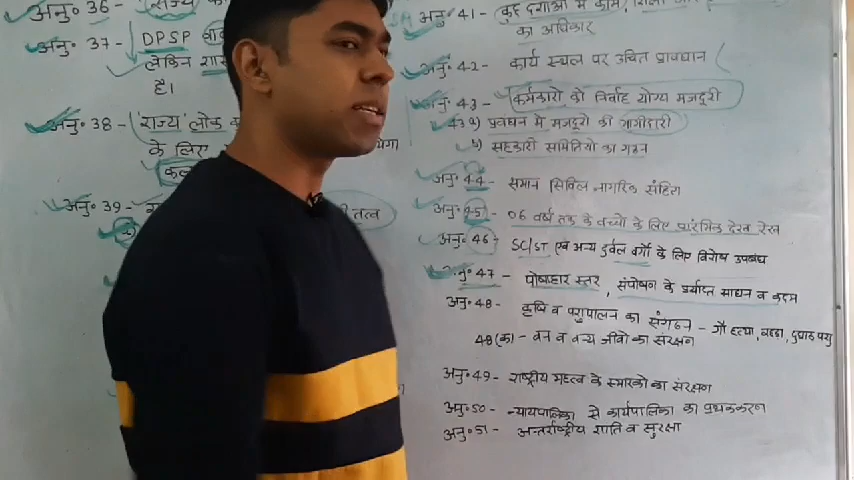 अनु० 36 - 'राज्य'
अनु० 37 - DPSP
लेकिन
है।
अनु० 38 - 'राज्य' लोक
के लिए
अनु० 39 -
तत्व
अनु० 41 - कुछ दशाओं में काम, शिक्षा
का अधिकार
अनु० 42 - कार्य स्थल पर उचित प्रावधान
अनु० 43 - कर्मकारो को निर्वाह योग्य मजदूरी
43 a) प्रबंधन मे मजदूरो की भागीदारी
b) सहकारी समितियो का गठन
अनु० 44 - समान सिविल नागरिक संहिता
अनु० 45 - 06 वर्ष तक के बच्चो के लिए प्रारंभिक देख रेख
अनु० 46 - SC/ST एवं अन्य दुर्बल वर्गो के लिए विशेष उपबंध
अनु० 47 - पोषाहार स्तर, संपोषण के पर्याप्त साधन व कदम
अनु० 48 - कृषि व पशुपालन का संगठन - गौ हत्या, बछडा, दुधारू पशु
48 (क) - वन व वन्य जीवो का संरक्षण
अनु० 49 - राष्ट्रीय महत्व के स्मारको का संरक्षण
अनु० 50 - न्यायपालिका से कार्यपालिका का पृथक्करण
अनु० 51 - अन्तर्राष्ट्रीय शांति व सुरक्षा